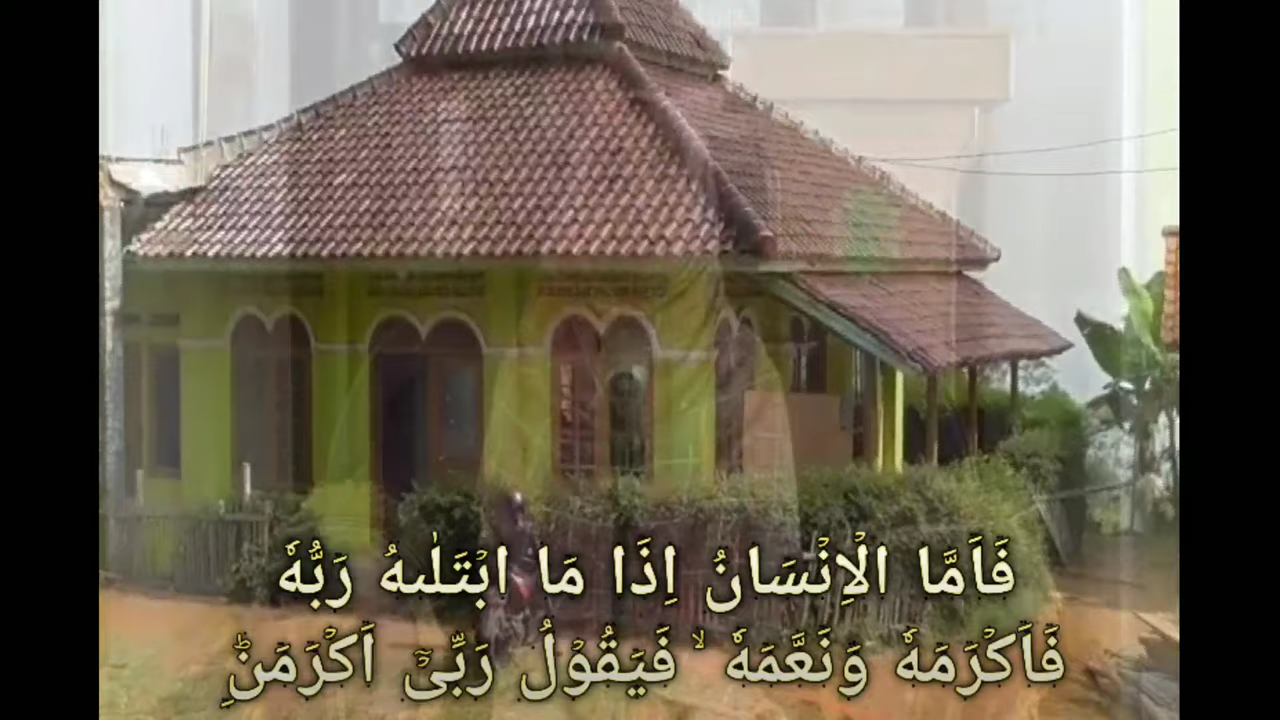 فَاَمَّا الْاِنْسَانُ اِذَا مَا ابْتَلٰىهُ رَبُّهٗ
فَاَكْرَمَهٗ وَنَعَّمَهٗ ۙ فَيَقُوْلُ رَبِّىْٓ اَكْرَمَنِۗ